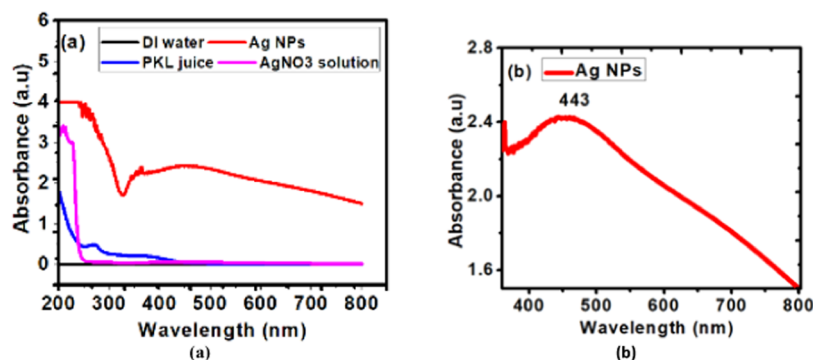 (a)
DI water
Ag NPs
PKL juice
AgNO3 solution
6
5
4
3
2
1
0
Absorbance (a.u)
200 300 400 500 600 700 800
Wavelength (nm)
(a)
(b)
Ag NPs
443
2.8
2.4
2.0
1.6
Absorbance (a.u)
400 500 600 700 800
Wavelength (nm)
(b)